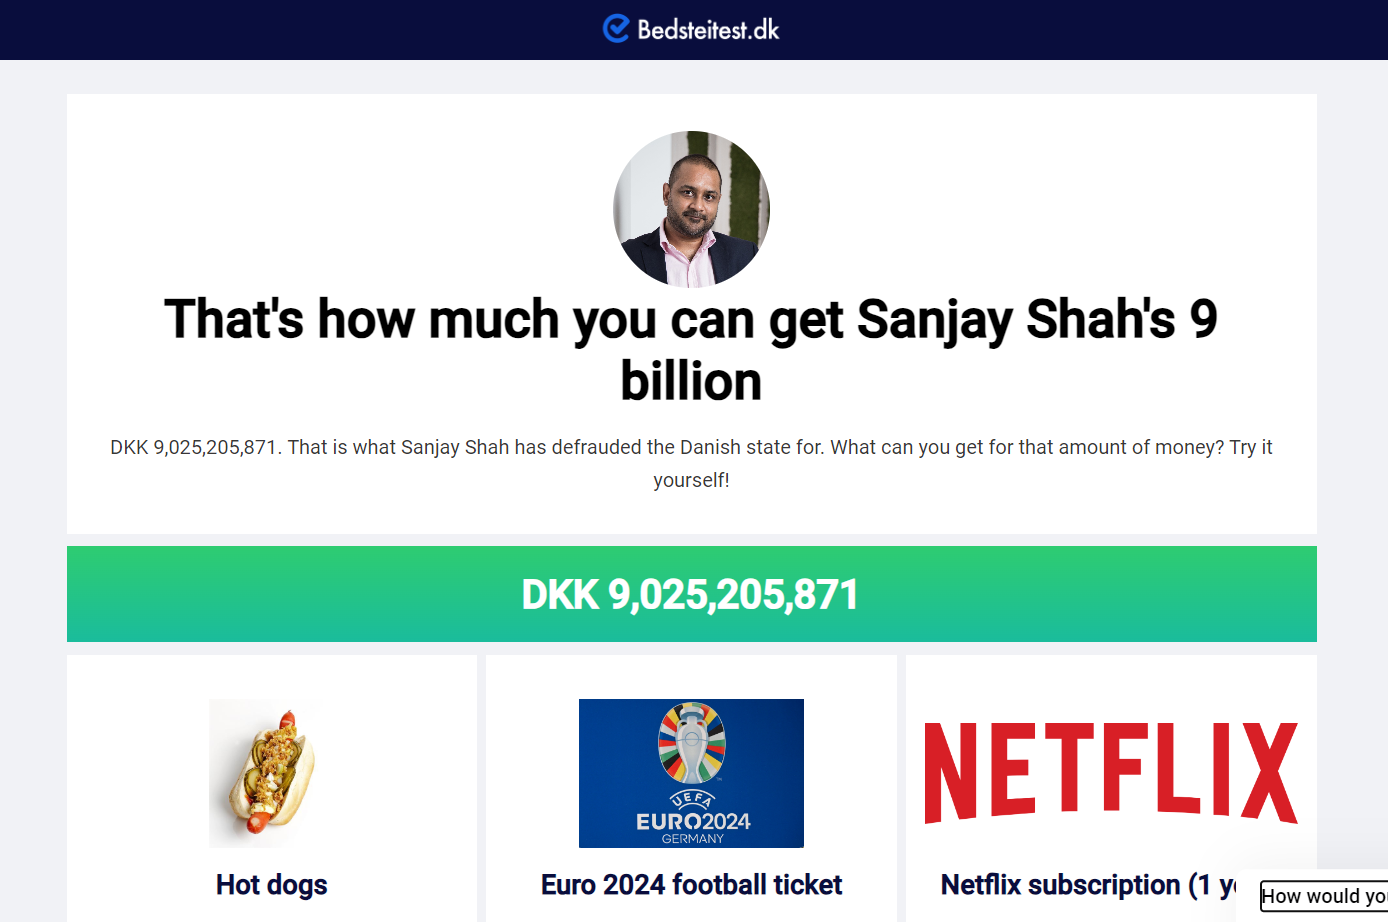 Bedsteitest.dk
That's how much you can get Sanjay Shah's 9
billion
DKK 9,025,205,871. That is what Sanjay Shah has defrauded the Danish state for. What can you get for that amount of money? Try it
yourself!
DKK 9,025,205,871
UEFA
EURO2024
GERMANY
NETFLIX
Hot dogs
Euro 2024 football ticket
Netflix subscription (1
How would